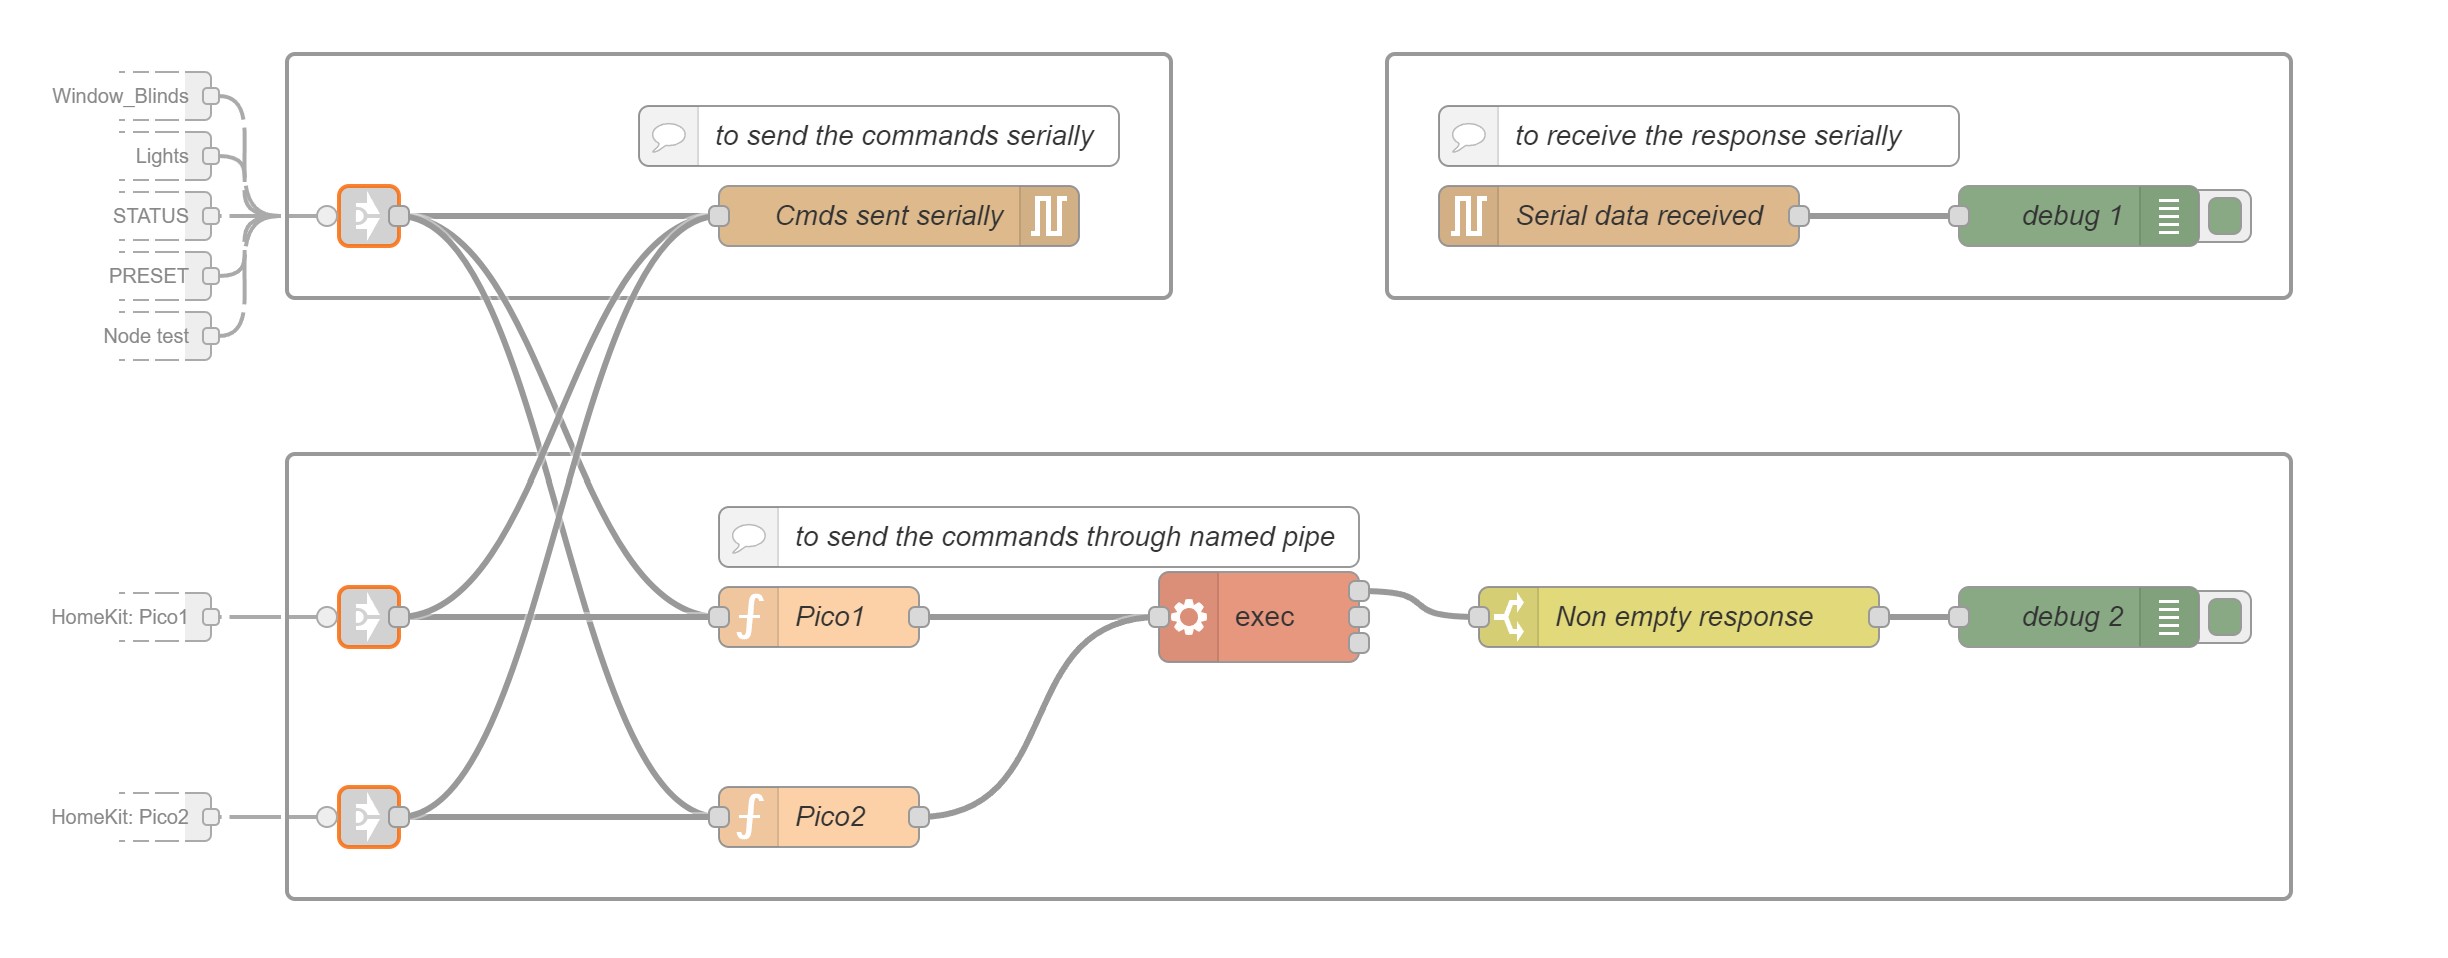 Window_Blinds
Lights
STATUS
PRESET
Node test
to send the commands serially
Cmds sent serially
to receive the response serially
Serial data received
debug 1
HomeKit: Pico1
HomeKit: Pico2
to send the commands through named pipe
Pico1
exec
Non empty response
debug 2
Pico2